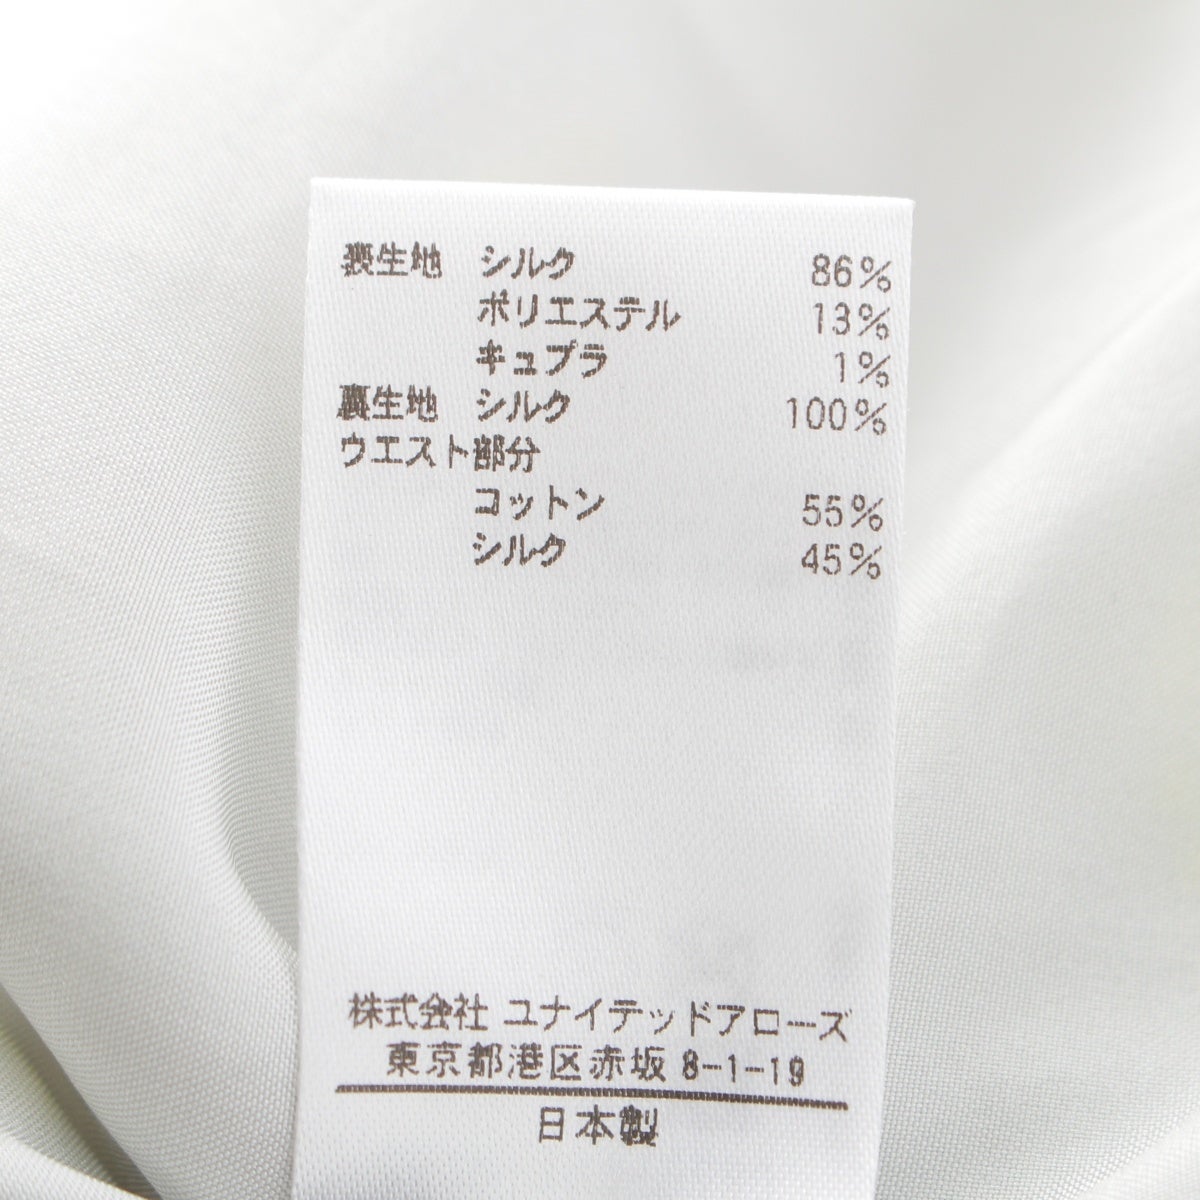 表生地 シルク 86%
ポリエステル 13%
キュプラ 1%
裏生地 シルク 100%
ウエスト部分
コットン 55%
シルク 45%
株式会社 ユナイテッドアローズ
東京都港区赤坂 8-1-19
日本製